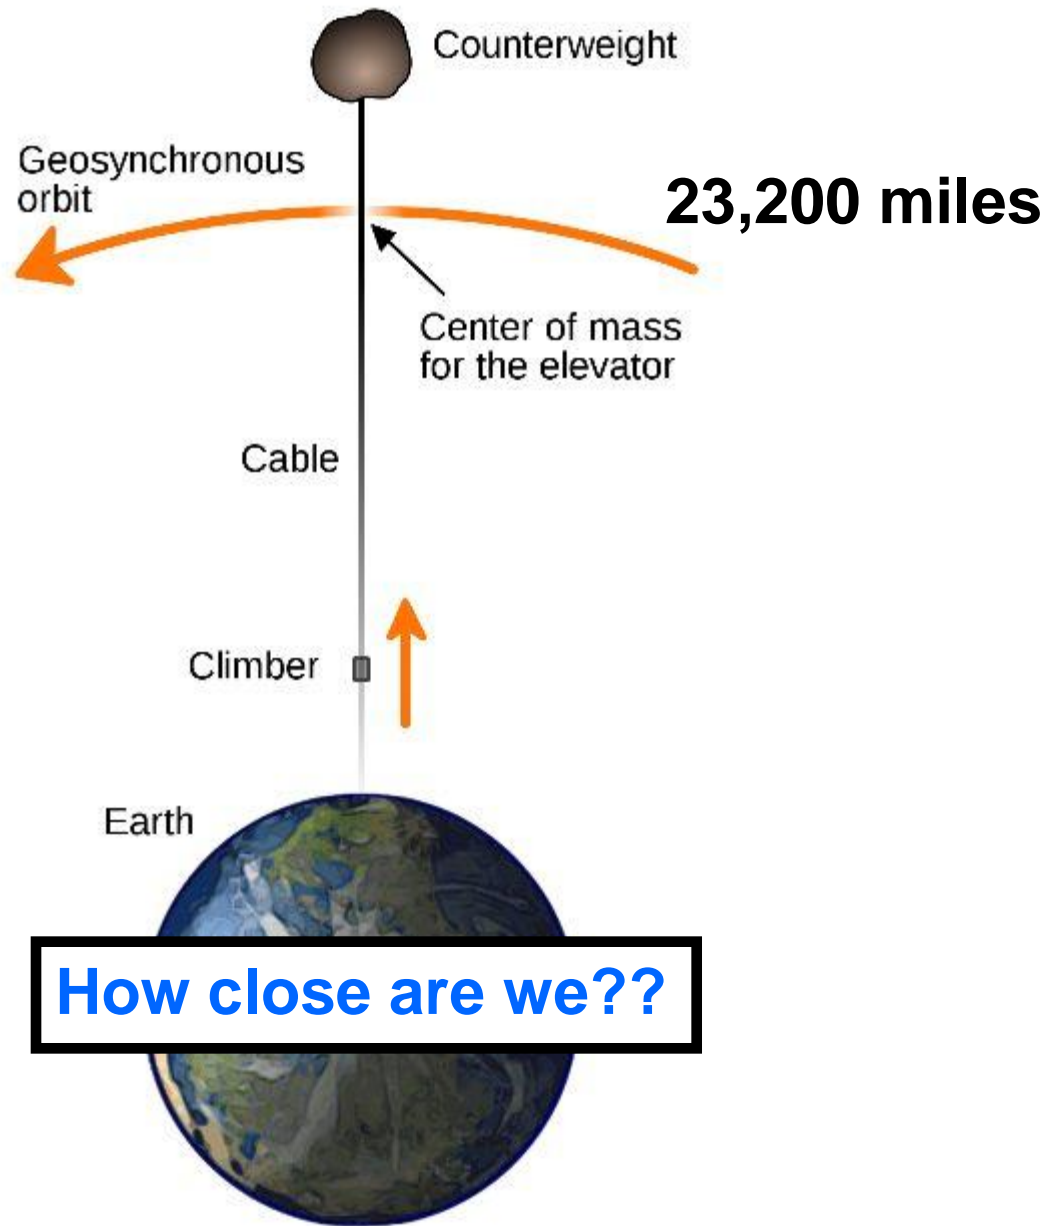 Counterweight
Geosynchronous
orbit
23,200 miles
Center of mass
for the elevator
Cable
Climber
Earth
How close are we??